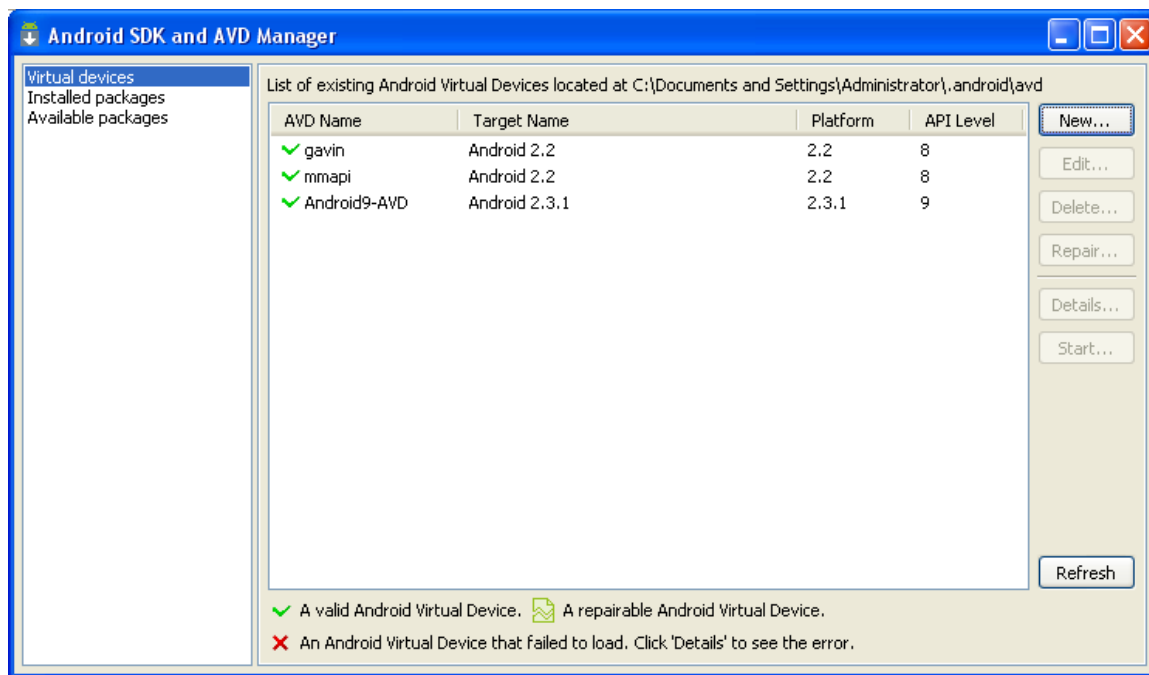 Android SDK and AVD Manager
Virtual devices
Installed packages
Available packages
List of existing Android Virtual Devices located at C:\Documents and Settings\Administrator\.android\avd
AVD Name Target Name Platform API Level
gavin Android 2.2 2.2 8
mmapi Android 2.2 2.2 8
Android9-AVD Android 2.3.1 2.3.1 9
New...
Edit...
Delete...
Repair...
Details...
Start...
Refresh
A valid Android Virtual Device. A repairable Android Virtual Device.
An Android Virtual Device that failed to load. Click 'Details' to see the error.